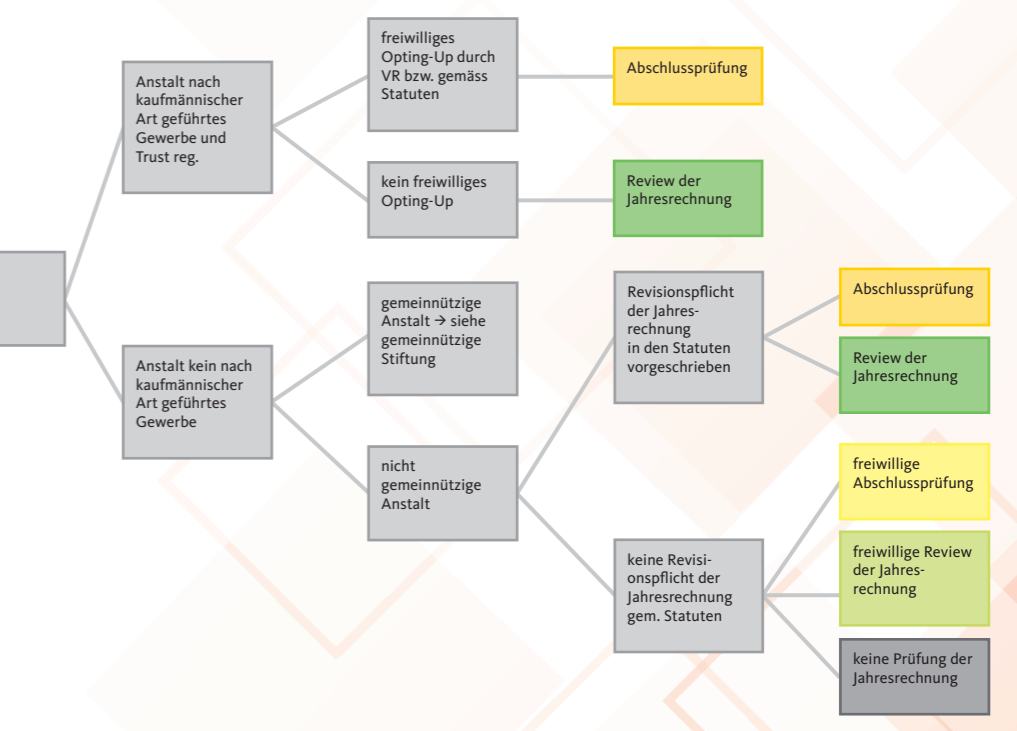 Anstalt nach
kaufmännischer
Art geführtes
Gewerbe und
Trust reg.
freiwilliges
Opting-Up durch
VR bzw. gemäss
Statuten
Abschlussprüfung
kein freiwilliges
Opting-Up
Review der
Jahresrechnung
Anstalt kein nach
kaufmännischer
Art geführtes
Gewerbe
gemeinnützige
Anstalt → siehe
gemeinnützige
Stiftung
nicht
gemeinnützige
Anstalt
Revisionspflicht
der Jahres-
rechnung
in den Statuten
vorgeschrieben
Abschlussprüfung
Review der
Jahresrechnung
keine Revisi-
onspflicht der
Jahresrechnung
gem. Statuten
freiwillige
Abschlussprüfung
freiwillige Review
der Jahres-
rechnung
keine Prüfung der
Jahresrechnung